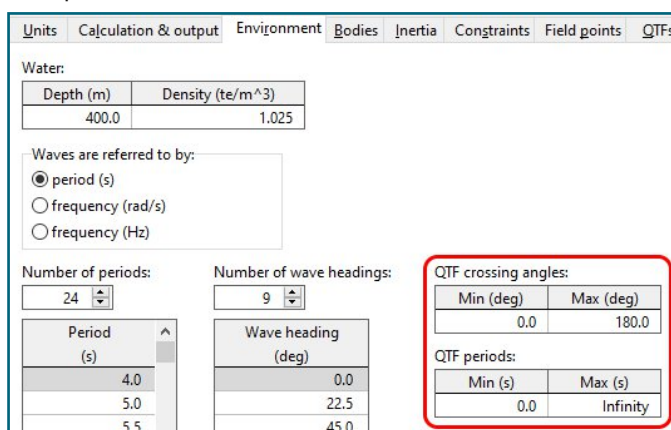 Units Calculation & output Environment Bodies Inertia Constraints Field points QTFs
Water:
Depth (m) Density (te/m^3)
400.0 1.025
Waves are referred to by:
period (s)
frequency (rad/s)
frequency (Hz)
Number of periods: Number of wave headings: QTF crossing angles:
24 9 Min (deg) Max (deg)
0.0 180.0
Period Wave heading
(s) (deg) QTF periods:
4.0 0.0 Min (s) Max (s)
5.0 22.5 0.0 Infinity
5.5 45.0